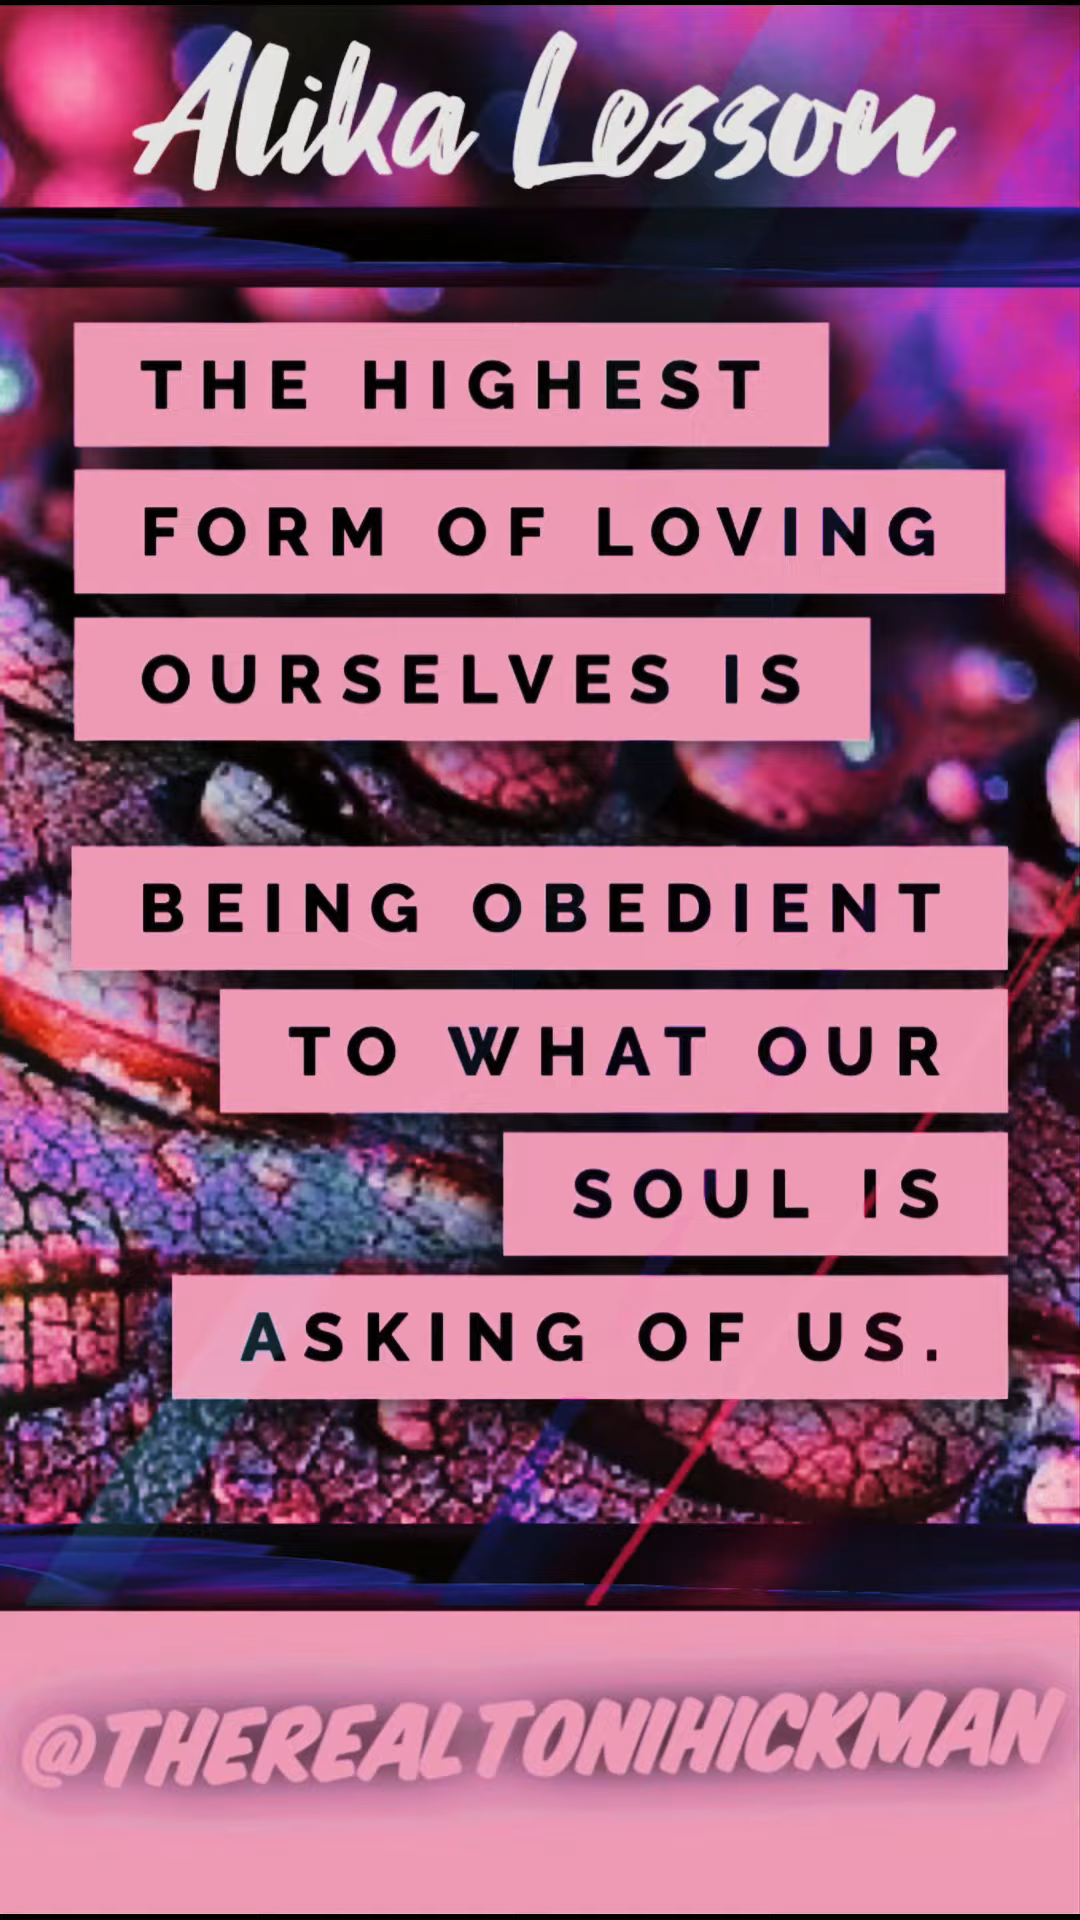 Alika Lesson
THE HIGHEST
FORM OF LOVING
OURSELVES IS
BEING OBEDIENT
TO WHAT OUR
SOUL IS
ASKING OF US.
@THEREALTONIHICKMAN